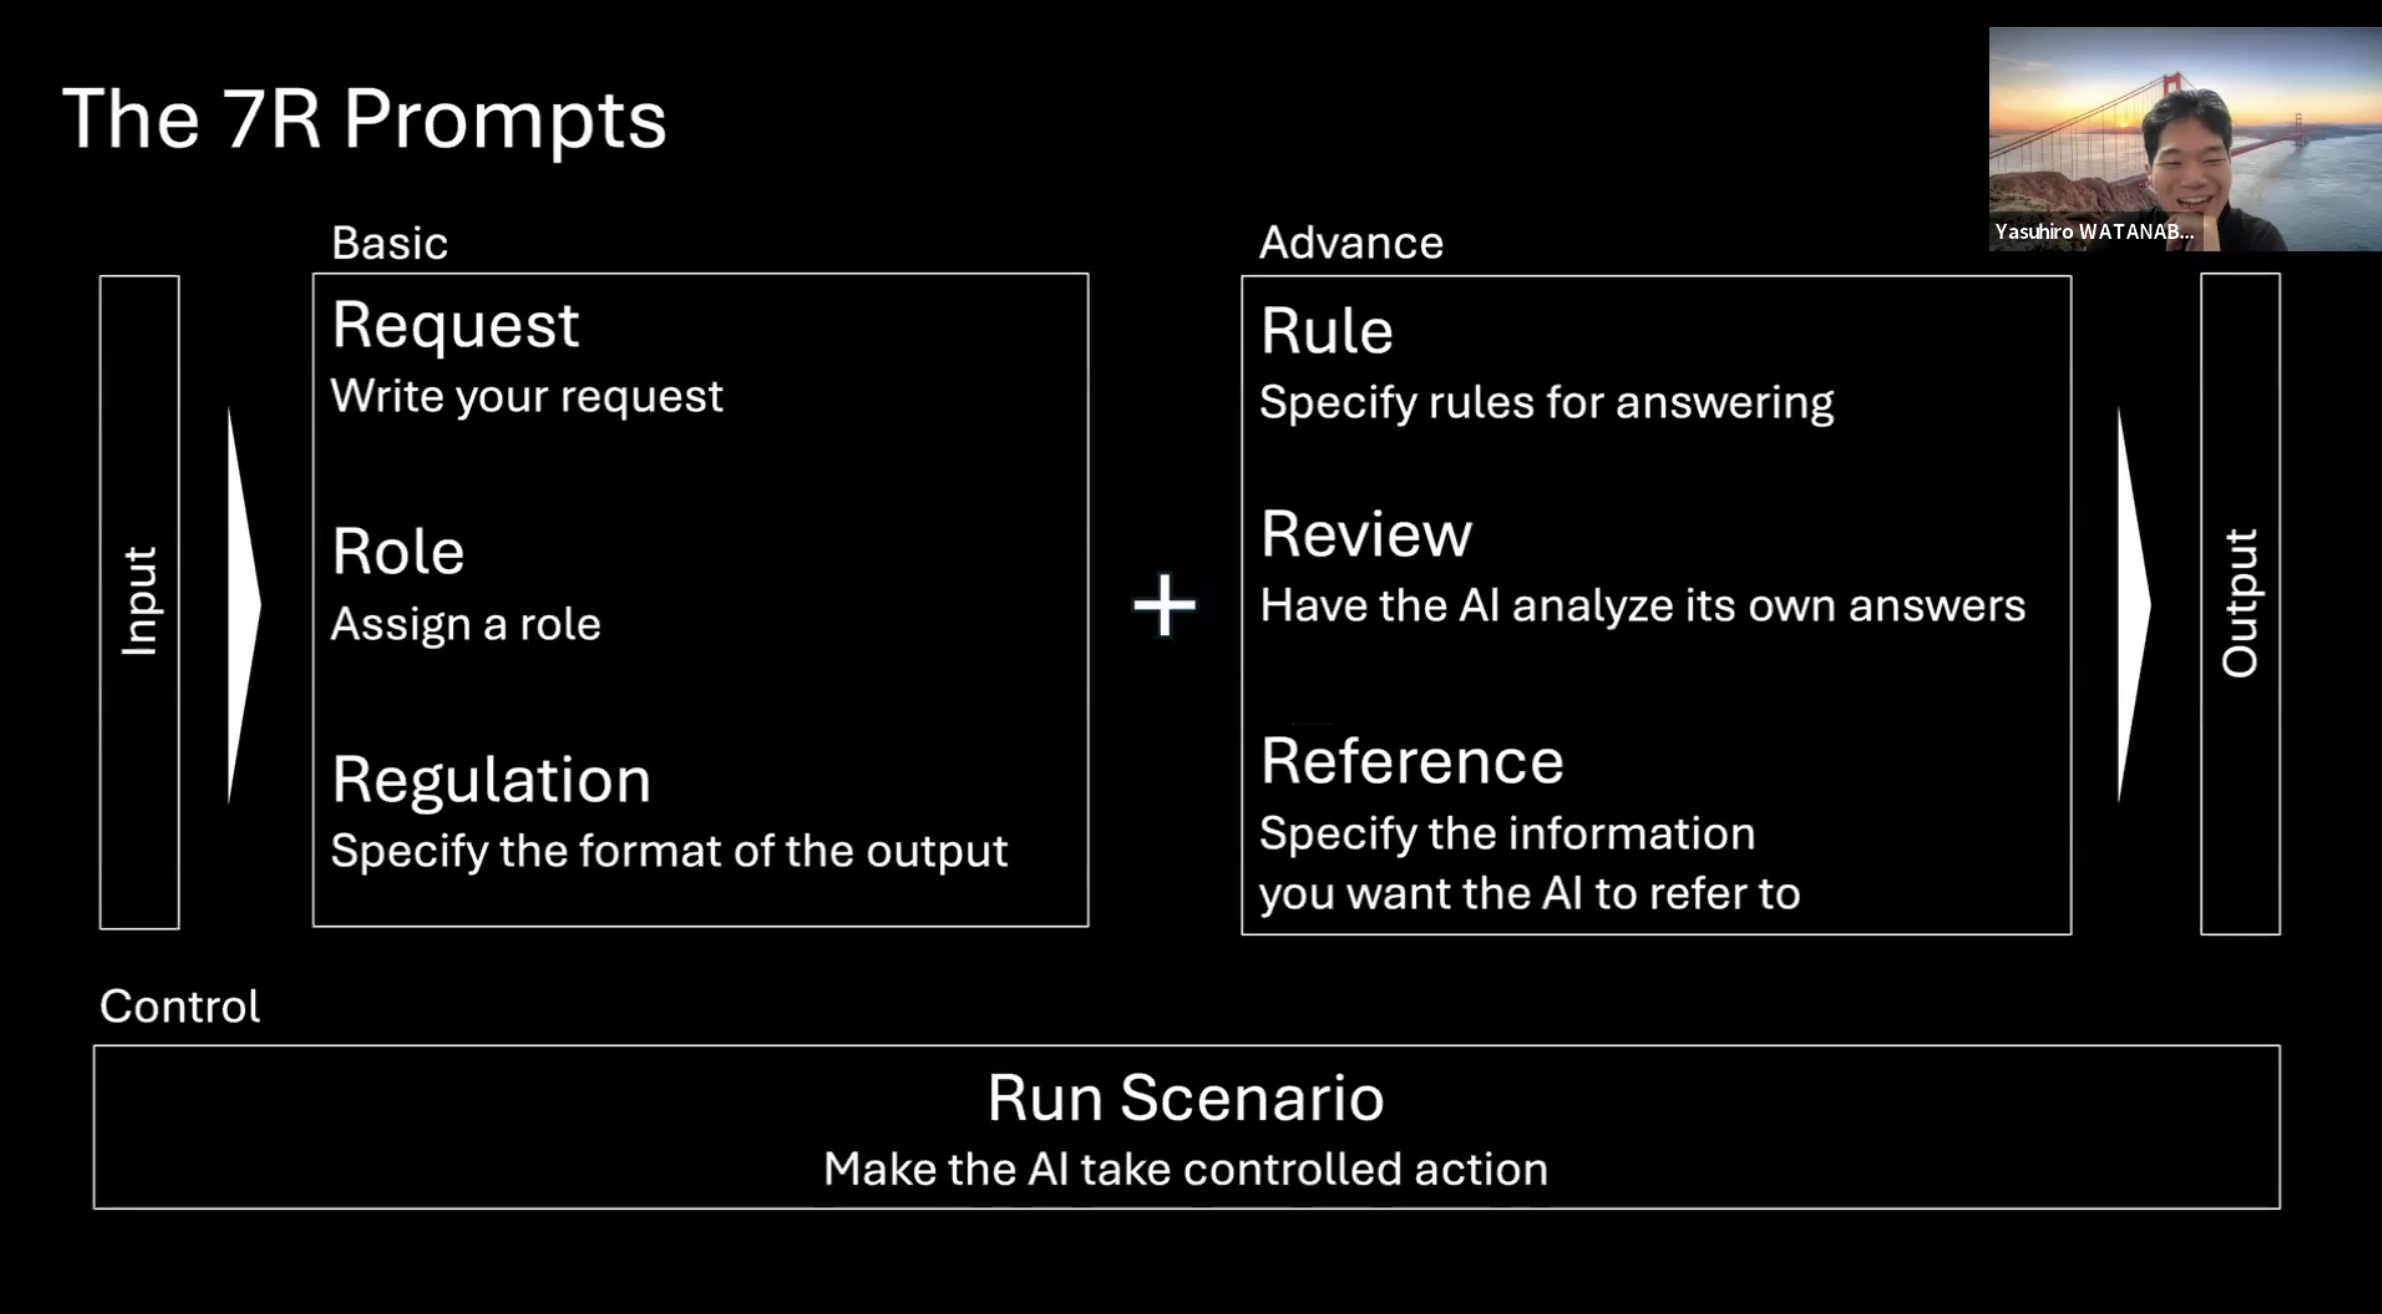 The 7R Prompts
Yasuhiro WATANAB...
Basic
Advance
Input
Request
Write your request
Role
Assign a role
Regulation
Specify the format of the output
+
Rule
Specify rules for answering
Review
Have the AI analyze its own answers
Reference
Specify the information
you want the AI to refer to
Output
Control
Run Scenario
Make the AI take controlled action